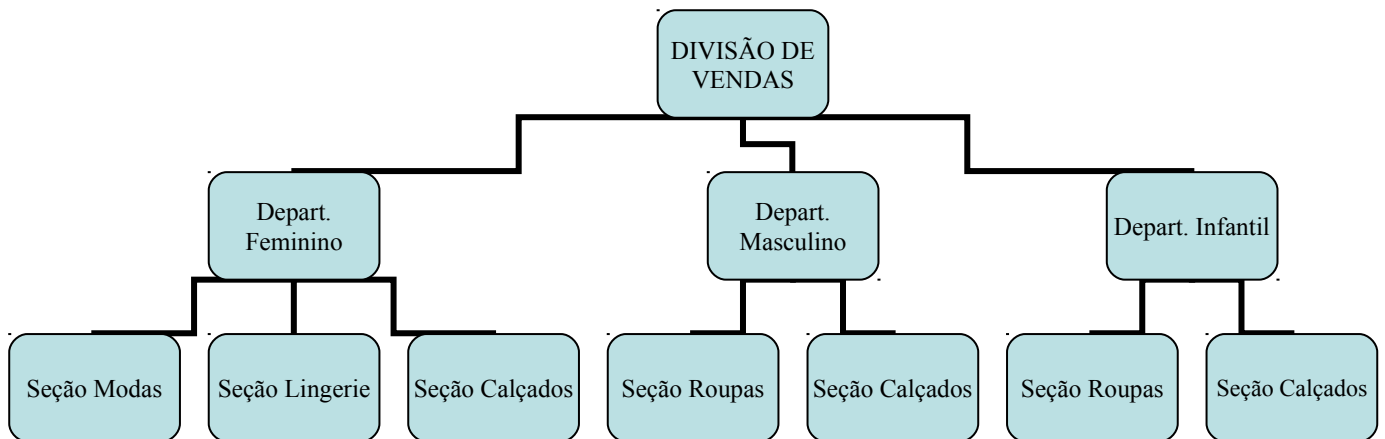 DIVISÃO DE
VENDAS
Depart.
Feminino
Depart.
Masculino
Depart. Infantil
Seção Modas
Seção Lingerie
Seção Calçados
Seção Roupas
Seção Calçados
Seção Roupas
Seção Calçados